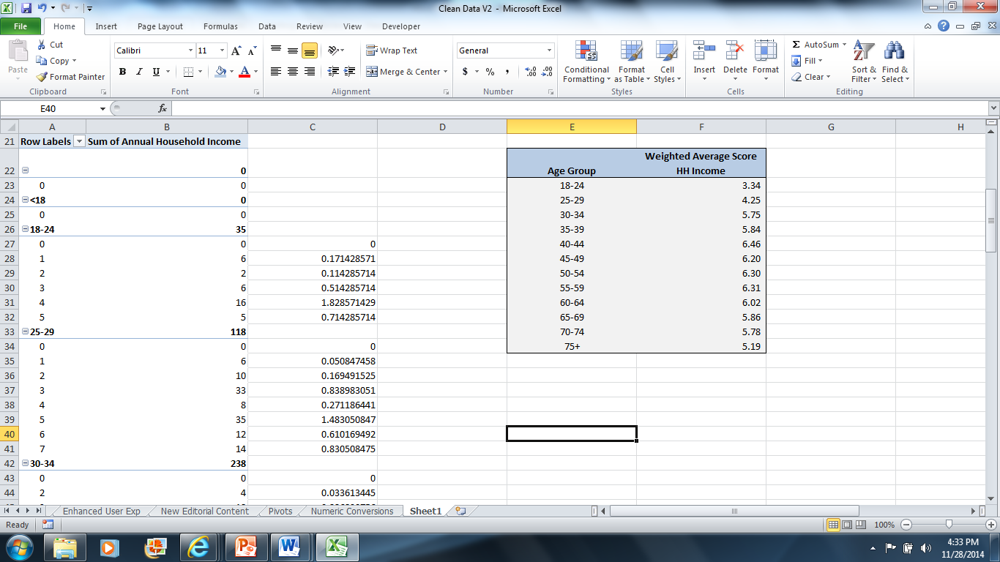 Clean Data V2 - Microsoft Excel
File Home Insert Page Layout Formulas Data Review View Developer
Paste Cut Copy Format Painter
Calibri 11
B I U A
Wrap Text
Merge & Center
General
$ % ,
Conditional Formatting
Format as Table
Cell Styles
Insert Delete Format
Σ AutoSum
Fill
Clear
Sort & Filter
Find & Select
Clipboard Font Alignment Number Styles Cells Editing
E40 fx
A B C D E F G H
21 Row Labels Sum of Annual Household Income
Weighted Average Score
22 0 Age Group HH Income
23 0 0 18-24 3.34
24 <18 0 25-29 4.25
25 0 0 30-34 5.75
26 18-24 35 35-39 5.84
27 0 0 0 40-44 6.46
28 1 6 0.171428571 45-49 6.20
29 2 2 0.114285714 50-54 6.30
30 3 6 0.514285714 55-59 6.31
31 4 16 1.828571429 60-64 6.02
32 5 5 0.714285714 65-69 5.86
33 25-29 118 70-74 5.78
34 0 0 0 75+ 5.19
35 1 6 0.050847458
36 2 10 0.169491525
37 3 33 0.838983051
38 4 8 0.271186441
39 5 35 1.483050847
40 6 12 0.610169492
41 7 14 0.830508475
42 30-34 238
43 0 0 0
44 2 4 0.033613445
Enhanced User Exp New Editorial Content Pivots Numeric Conversions Sheet1
Ready 100%
4:33 PM
11/28/2014